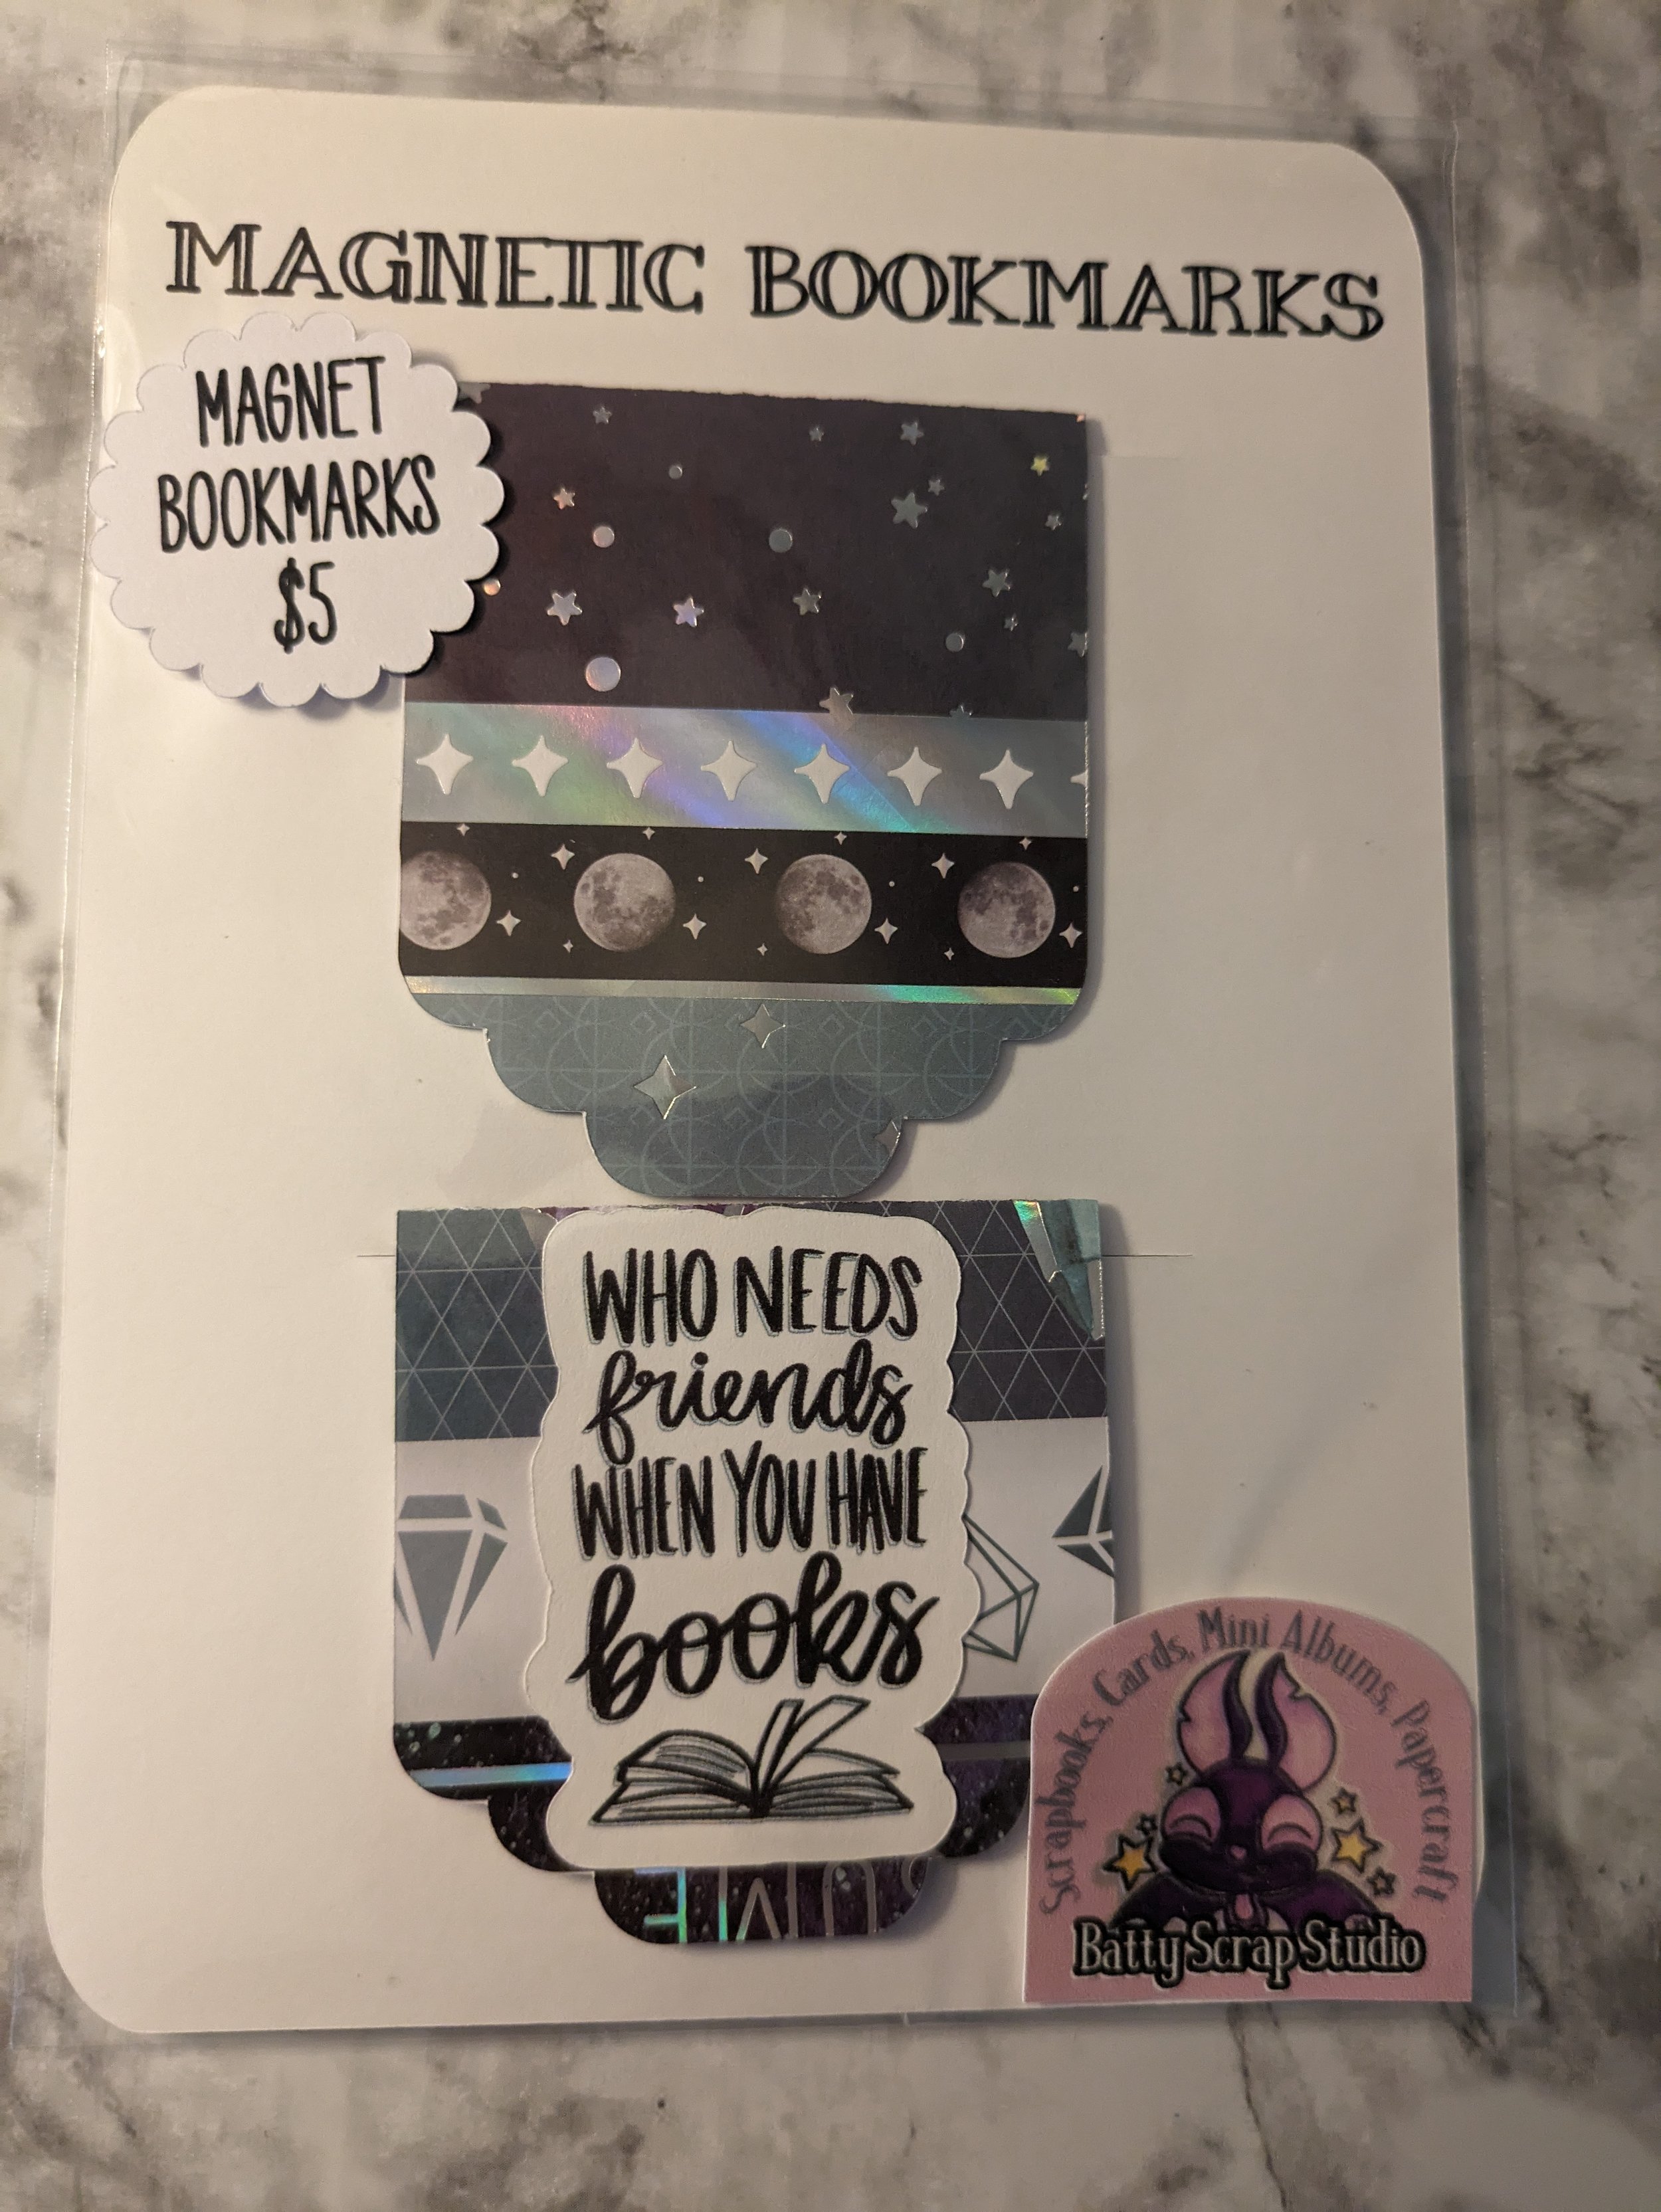 MAGNETIC BOOKMARKS
MAGNET
BOOKMARKS
$5
WHO NEEDS
friends
WHEN YOU HAVE
books
Scrapbooks, Cards, Mini Albums, Papercraft
Batty Scrap Studio